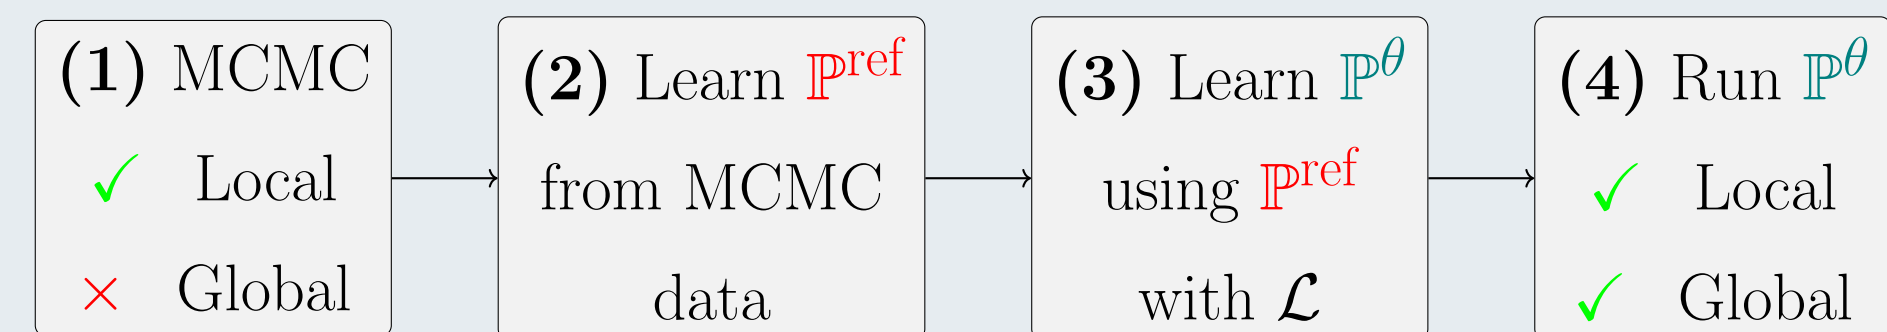 (1) MCMC
✓ Local
× Global
(2) Learn ℙ^ref
from MCMC
data
(3) Learn ℙ^θ
using ℙ^ref
with 𝓛
(4) Run ℙ^θ
✓ Local
✓ Global